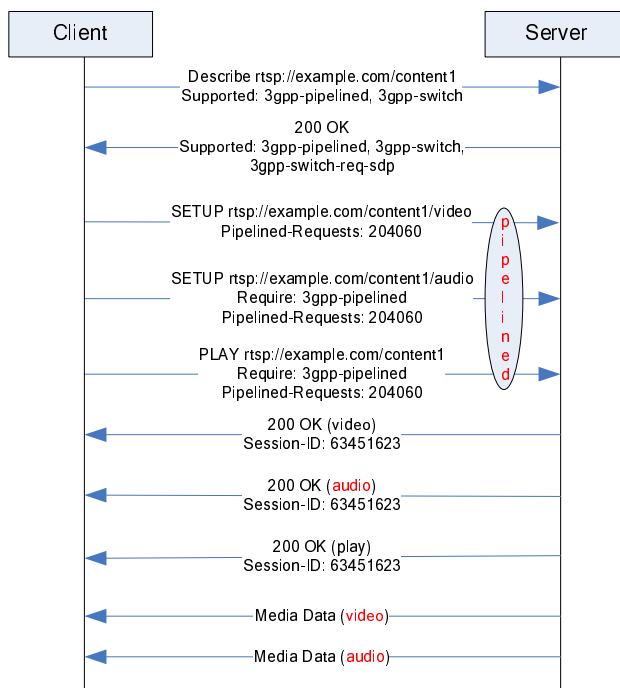 Client
Server
Describe rtsp://example.com/content1
Supported: 3gpp-pipelined, 3gpp-switch
200 OK
Supported: 3gpp-pipelined, 3gpp-switch,
3gpp-switch-req-sdp
SETUP rtsp://example.com/content1/video
Pipelined-Requests: 204060
SETUP rtsp://example.com/content1/audio
Require: 3gpp-pipelined
Pipelined-Requests: 204060
PLAY rtsp://example.com/content1
Require: 3gpp-pipelined
Pipelined-Requests: 204060
pipelined
200 OK (video)
Session-ID: 63451623
200 OK (audio)
Session-ID: 63451623
200 OK (play)
Session-ID: 63451623
Media Data (video)
Media Data (audio)